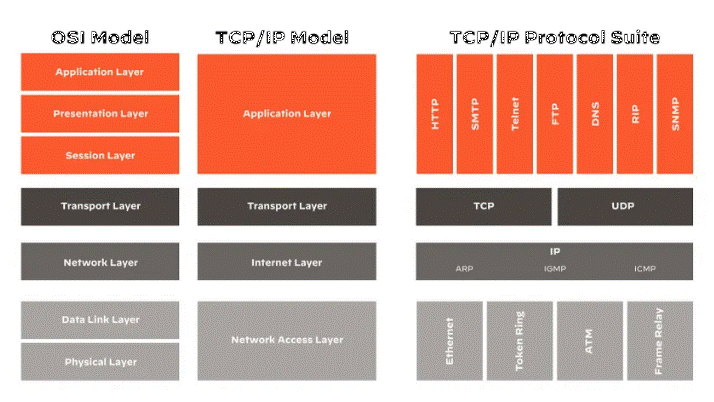 OSI Model
TCP/IP Model
TCP/IP Protocol Suite
Application Layer
Presentation Layer
Session Layer
Application Layer
HTTP
SMTP
Telnet
FTP
DNS
RIP
SNMP
Transport Layer
Transport Layer
TCP
UDP
Network Layer
Internet Layer
IP
ARP
IGMP
ICMP
Data Link Layer
Physical Layer
Network Access Layer
Ethernet
Token Ring
ATM
Frame Relay